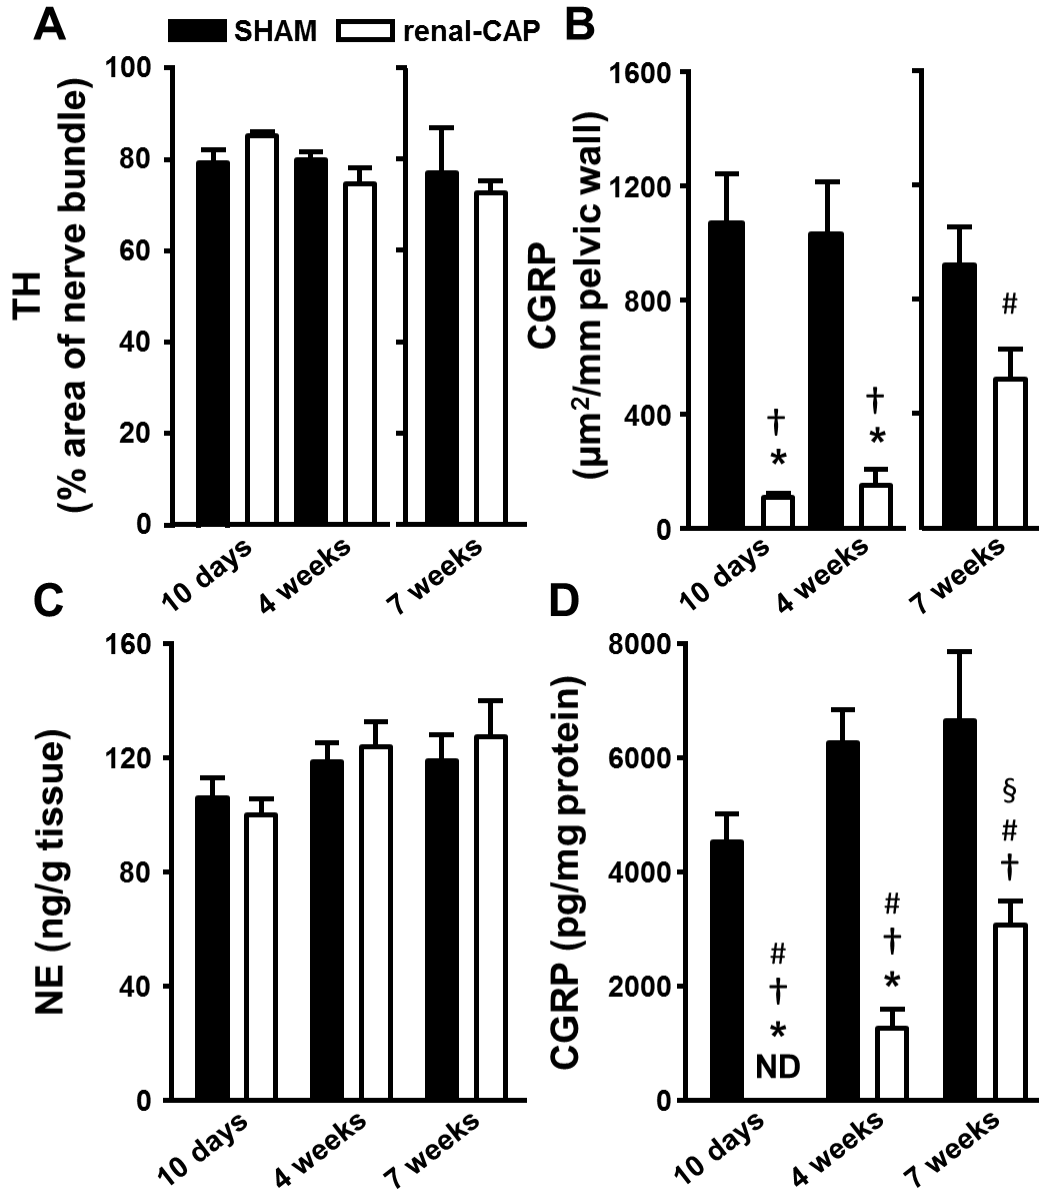 A
SHAM renal-CAP
TH
(% area of nerve bundle)
100
80
60
40
20
0
10 days
4 weeks
7 weeks
B
CGRP
(µm²/mm pelvic wall)
1600
1200
800
400
0
†
*
†
*
#
10 days
4 weeks
7 weeks
C
NE (ng/g tissue)
160
120
80
40
0
10 days
4 weeks
7 weeks
D
CGRP (pg/mg protein)
8000
6000
4000
2000
0
#
†
*
ND
#
†
*
§
#
†
10 days
4 weeks
7 weeks